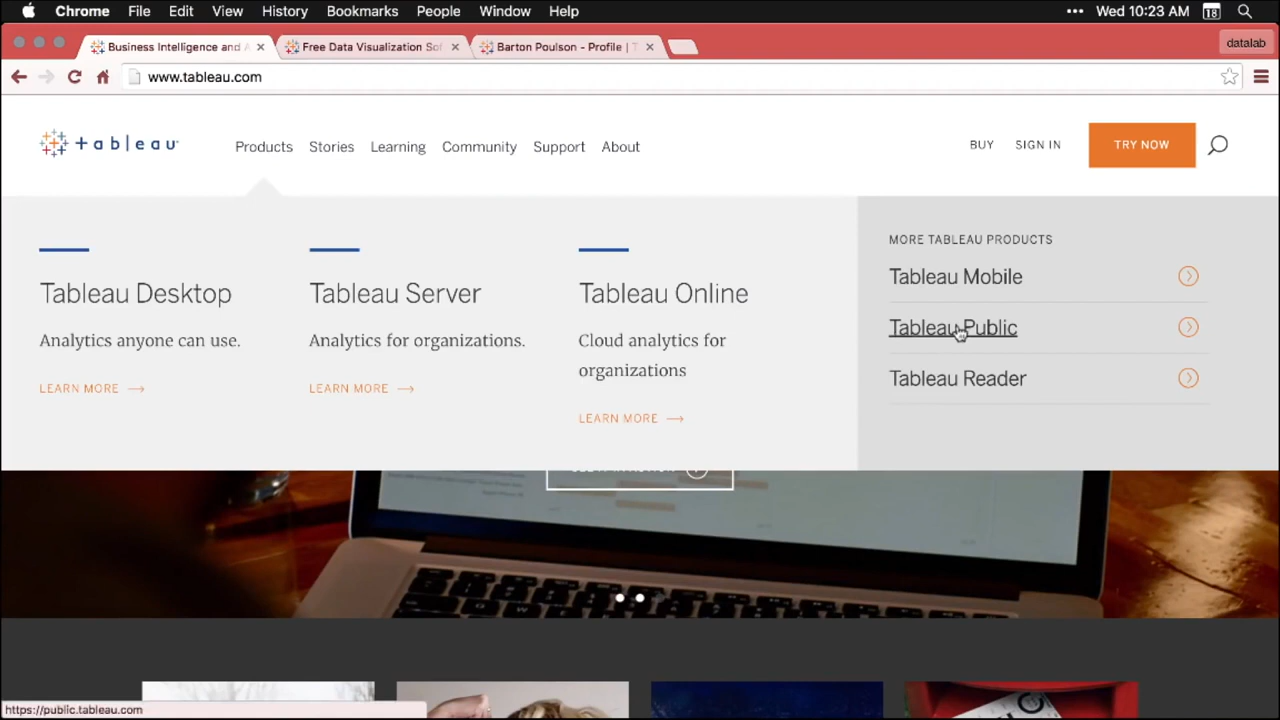 Chrome File Edit View History Bookmarks People Window Help ••• Wed 10:23 AM 18
Business Intelligence and A Free Data Visualization Sof Barton Poulson - Profile | T datalab
www.tableau.com
tableau Products Stories Learning Community Support About BUY SIGN IN TRY NOW
MORE TABLEAU PRODUCTS
Tableau Mobile
Tableau Public
Tableau Reader
Tableau Desktop
Analytics anyone can use.
LEARN MORE →
Tableau Server
Analytics for organizations.
LEARN MORE →
Tableau Online
Cloud analytics for
organizations
LEARN MORE →
https://public.tableau.com